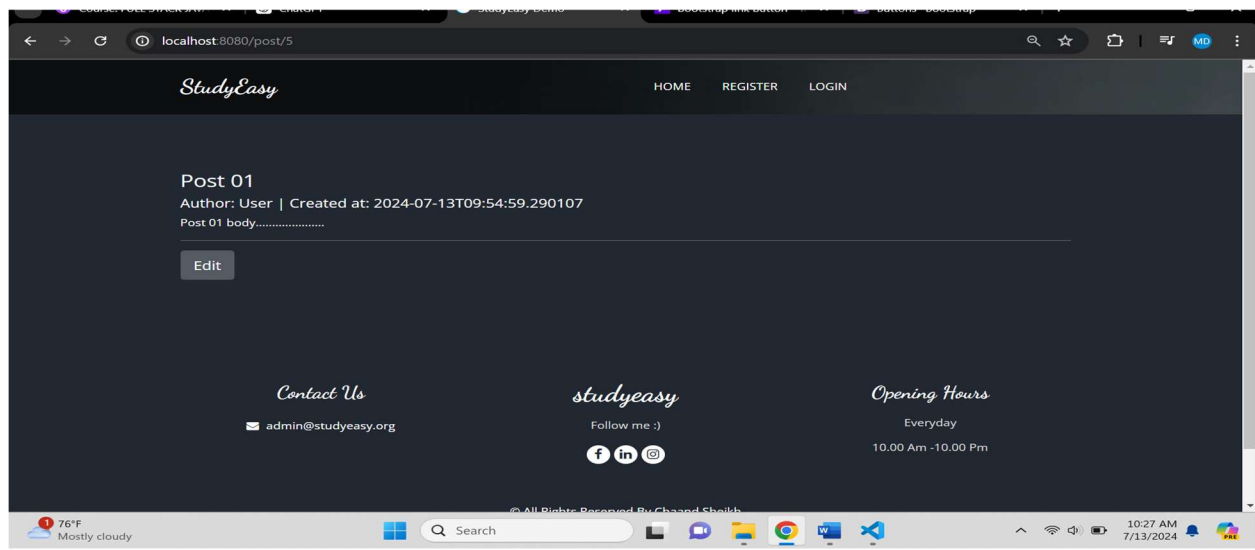 localhost:8080/post/5
MD
StudyEasy
HOME REGISTER LOGIN
Post 01
Author: User | Created at: 2024-07-13T09:54:59.290107
Post 01 body.....................
Edit
Contact Us
studyeasy
Opening Hours
admin@studyeasy.org
Follow me :)
Everyday
10.00 Am -10.00 Pm
© All Rights Reserved By Chaand Sheikh
1
76°F
Mostly cloudy
Search
10:27 AM
7/13/2024
PRE